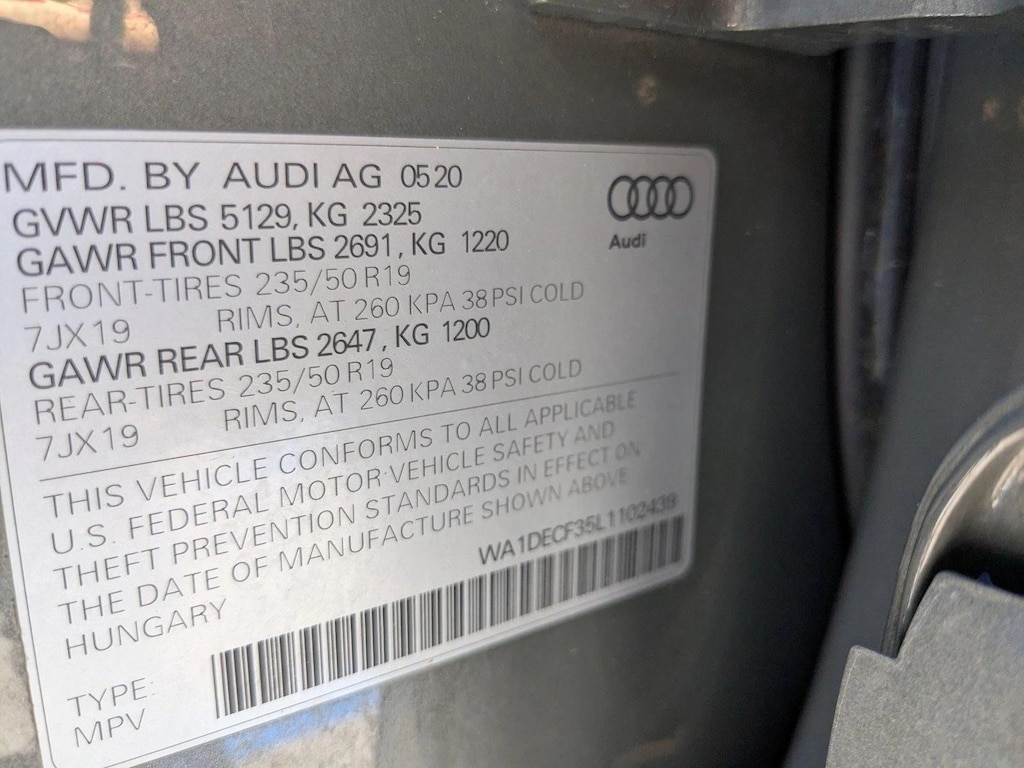 MFD. BY AUDI AG 0520
GVWR LBS 5129, KG 2325
GAWR FRONT LBS 2691, KG 1220
FRONT-TIRES 235/50 R19
7JX19 RIMS, AT 260 KPA 38 PSI COLD
GAWR REAR LBS 2647, KG 1200
REAR-TIRES 235/50 R19
7JX19 RIMS, AT 260 KPA 38 PSI COLD
Audi
THIS VEHICLE CONFORMS TO ALL APPLICABLE
U.S. FEDERAL MOTOR VEHICLE SAFETY AND
THEFT PREVENTION STANDARDS IN EFFECT ON
THE DATE OF MANUFACTURE SHOWN ABOVE
HUNGARY
WA1DECF35L1102439
TYPE:
MPV